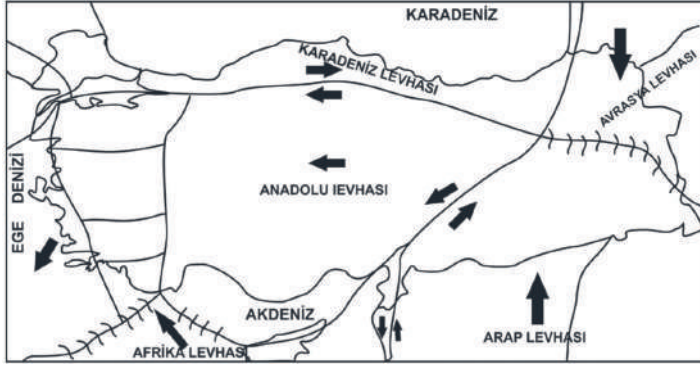 KARADENİZ
KARADENİZ LEVHASI
AVRASYA LEVHASI
EGE DENİZİ
ANADOLU IEVHASI
AKDENİZ
AFRİKA LEVHASI
ARAP LEVHASI